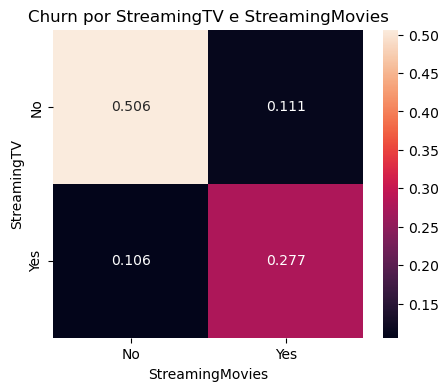 Churn por StreamingTV e StreamingMovies
0.50
0.45
0.40
0.35
0.30
0.25
0.20
0.15
StreamingTV
No
Yes
0.506 0.111
0.106 0.277
No Yes
StreamingMovies